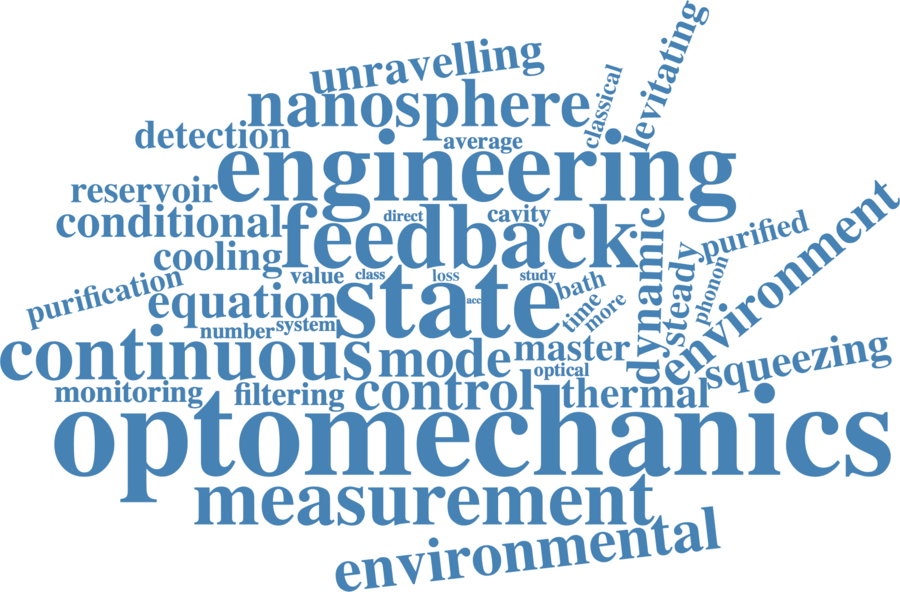 levitating
unravelling
classical
nanosphere
detection
average
engineering
reservoir
conditional
direct
cavity
feedback
dynamic
purified
environment
cooling
steady
purification
value
class
loss
study
bath
phonon
equation
state
acc
time
more
number
system
continuous
mode
master
optical
squeezing
monitoring
filtering
control
thermal
optomechanics
measurement
environmental